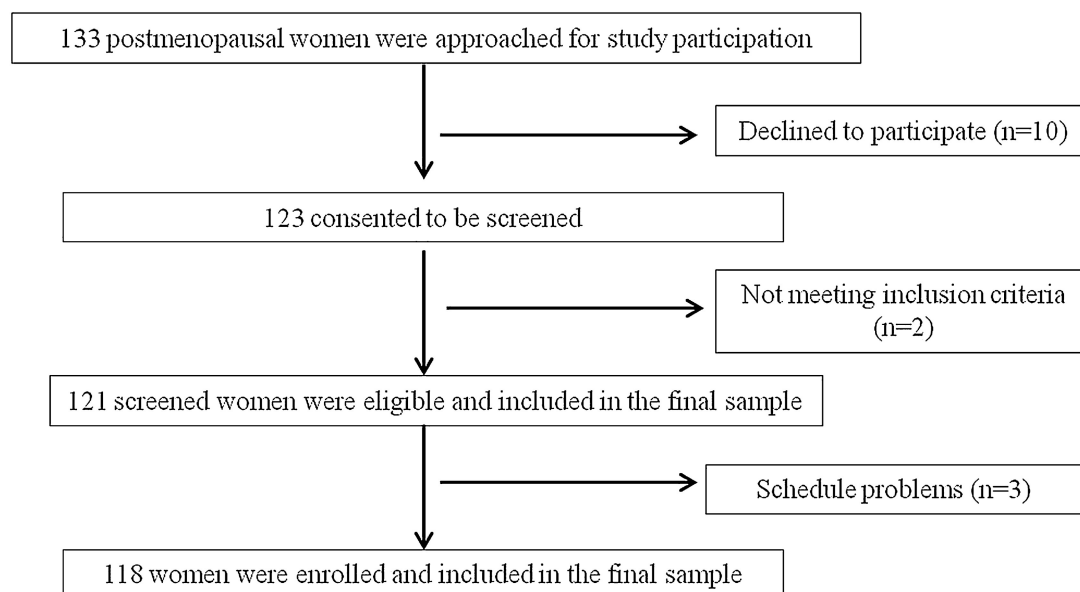 133 postmenopausal women were approached for study participation
Declined to participate (n=10)
123 consented to be screened
Not meeting inclusion criteria
(n=2)
121 screened women were eligible and included in the final sample
Schedule problems (n=3)
118 women were enrolled and included in the final sample